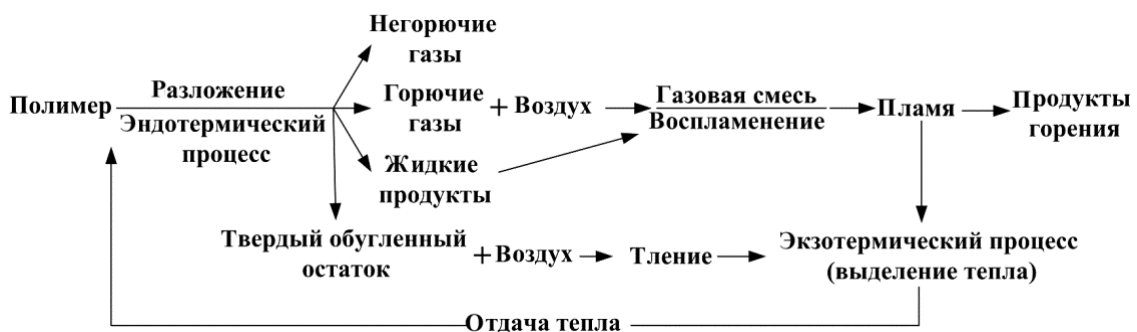 Негорючие
газы
Полимер
Разложение
Эндотермический
процесс
Горючие
газы
+ Воздух
Газовая смесь
Воспламенение
Пламя
Продукты
горения
Жидкие
продукты
Твердый обугленный
остаток
+ Воздух
Тление
Экзотермический процесс
(выделение тепла)
Отдача тепла